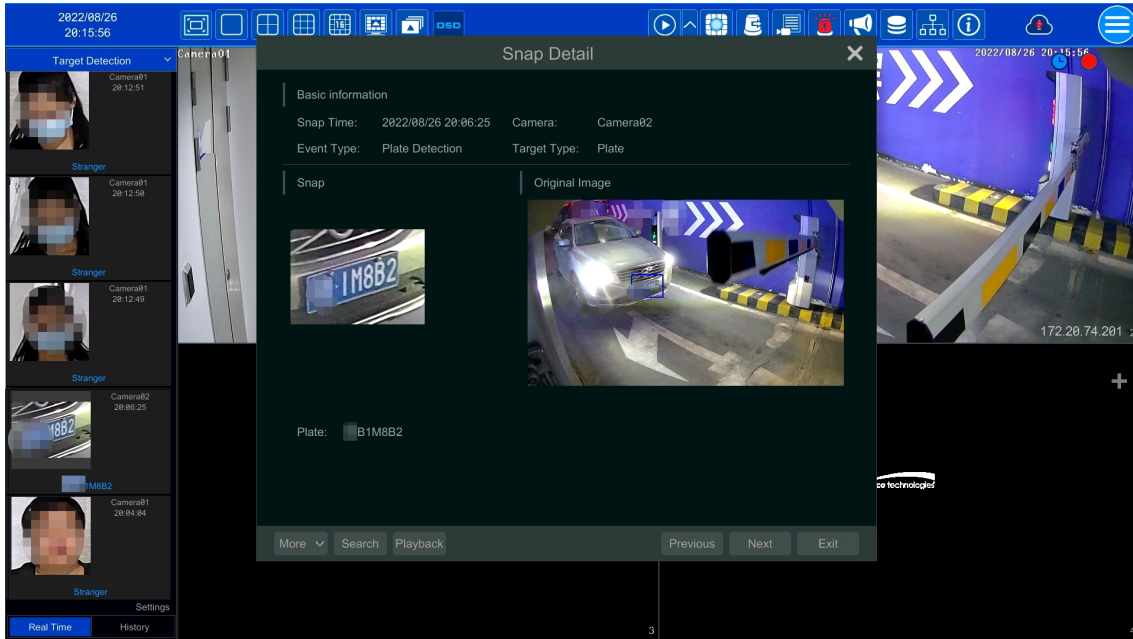 2022/08/26
20:15:56
16
OSD
Target Detection
Camera01
20:12:51
Stranger
Camera01
20:12:50
Stranger
Camera01
20:12:49
Stranger
Camera02
20:06:25
M8B2
1M8B2
Camera01
20:04:04
Stranger
Settings
Real Time
History
Camera01
2022/08/26 20:15:56
172.20.74.201
Snap Detail
Basic information
Snap Time: 2022/08/26 20:06:25 Camera: Camera02
Event Type: Plate Detection Target Type: Plate
Snap
Original Image
1M8B2
Plate: B1M8B2
More
Search
Playback
Previous
Next
Exit
technologies
3